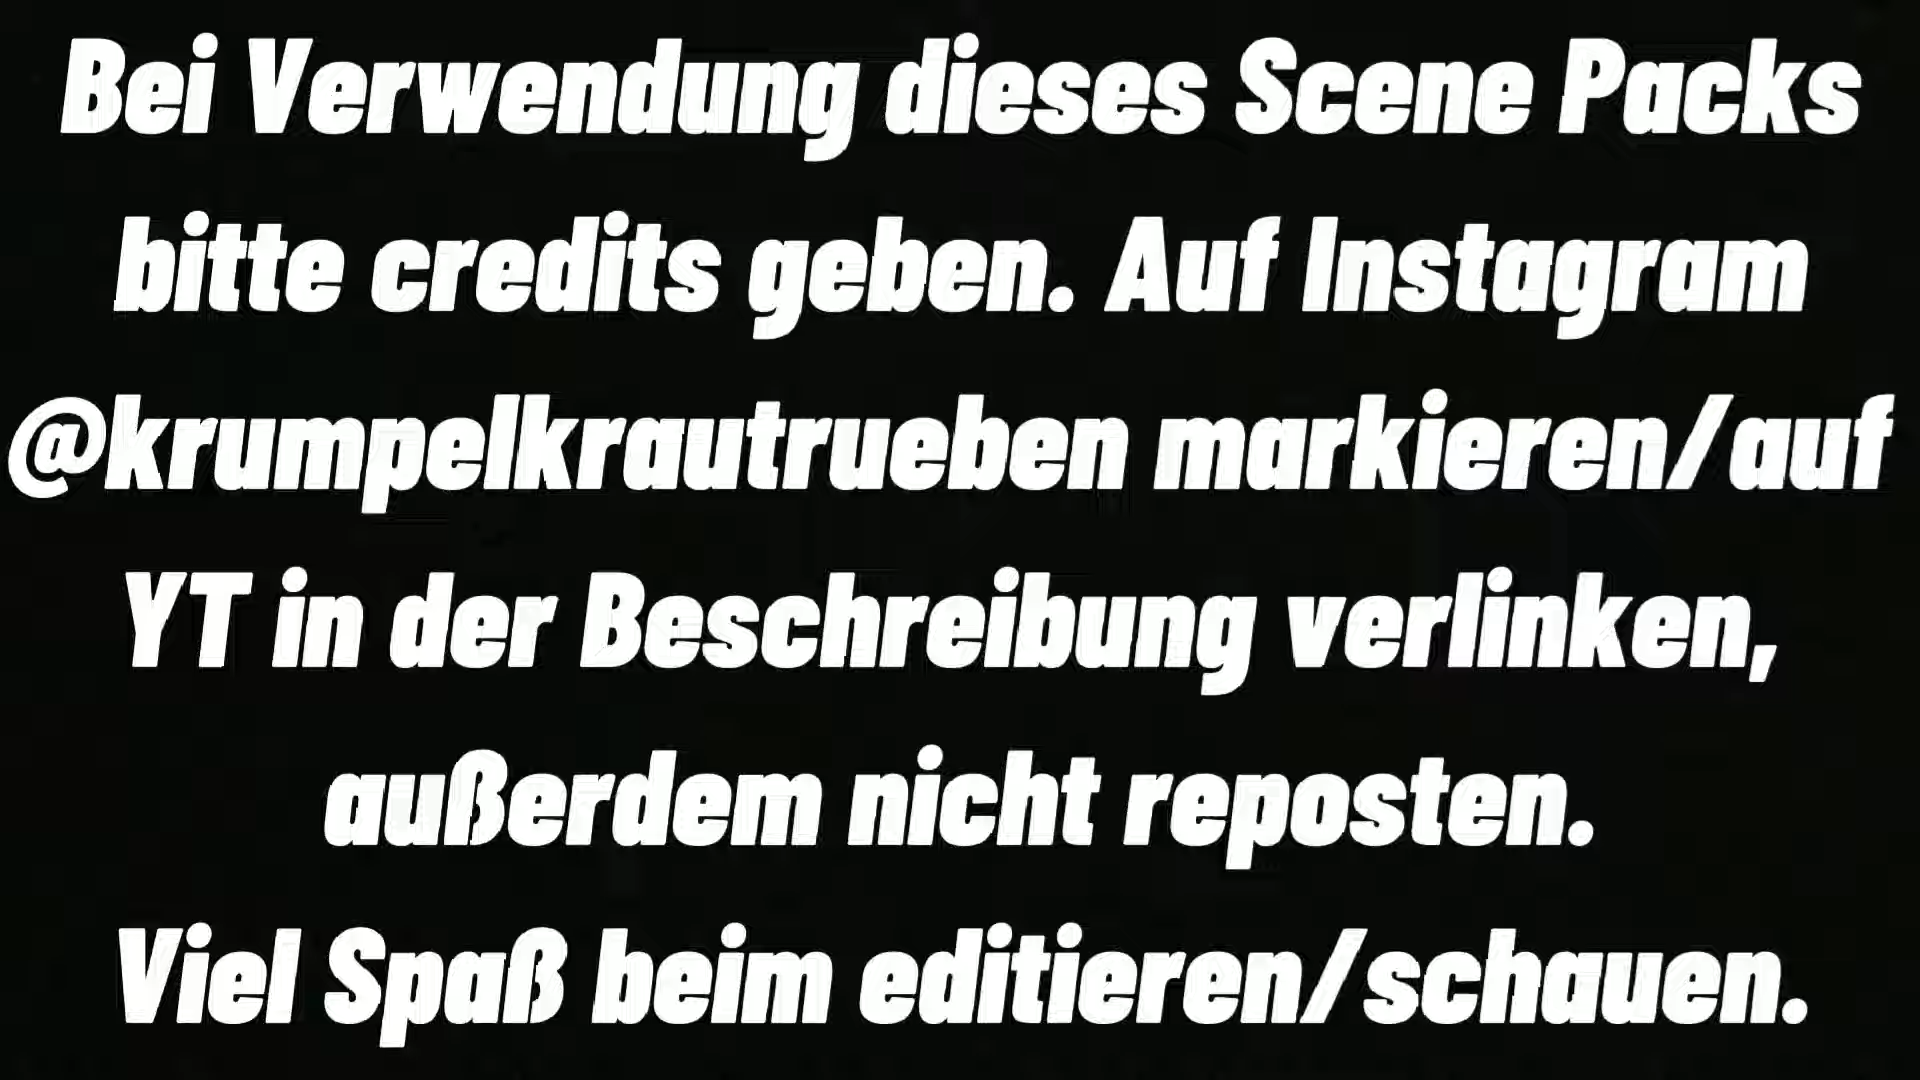 Bei Verwendung dieses Scene Packs
bitte credits geben. Auf Instagram
@krumpelkrautrueben markieren/auf
YT in der Beschreibung verlinken,
außerdem nicht reposten.
Viel Spaß beim editieren/schauen.